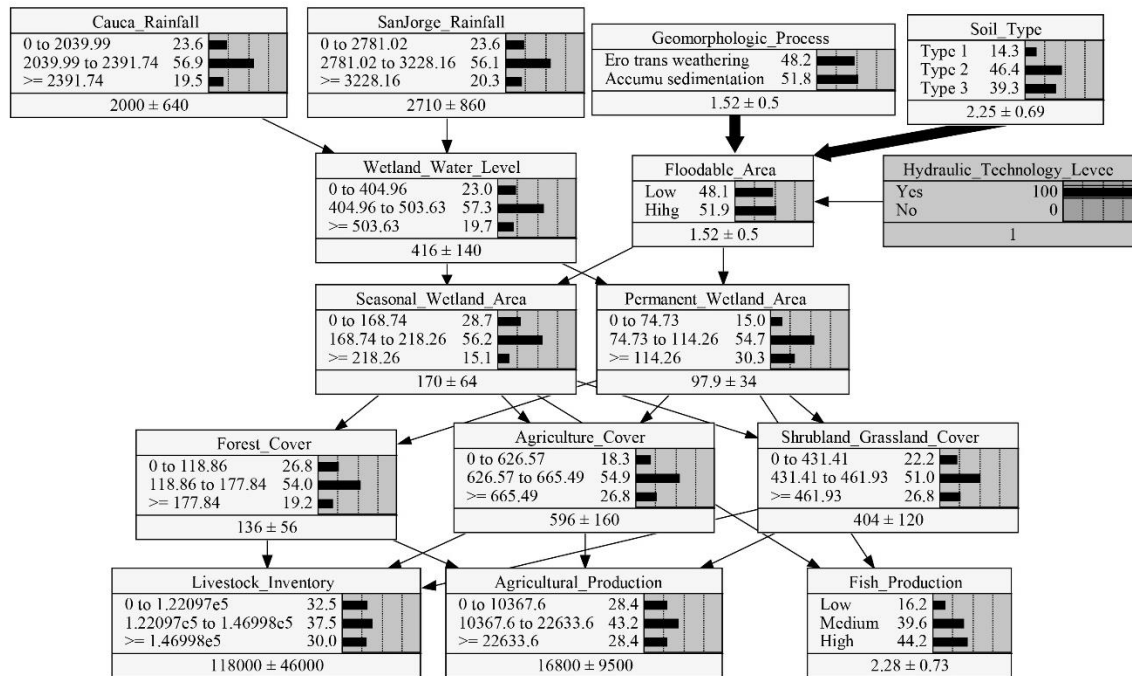 Cauca_Rainfall
0 to 2039.99 23.6
2039.99 to 2391.74 56.9
>= 2391.74 19.5
2000 ± 640
SanJorge_Rainfall
0 to 2781.02 23.6
2781.02 to 3228.16 56.1
>= 3228.16 20.3
2710 ± 860
Geomorphologic_Process
Ero trans weathering 48.2
Accumu sedimentation 51.8
1.52 ± 0.5
Soil_Type
Type 1 14.3
Type 2 46.4
Type 3 39.3
2.25 ± 0.69
Wetland_Water_Level
0 to 404.96 23.0
404.96 to 503.63 57.3
>= 503.63 19.7
416 ± 140
Floodable_Area
Low 48.1
Hihg 51.9
1.52 ± 0.5
Hydraulic_Technology_Levee
Yes 100
No 0
1
Seasonal_Wetland_Area
0 to 168.74 28.7
168.74 to 218.26 56.2
>= 218.26 15.1
170 ± 64
Permanent_Wetland_Area
0 to 74.73 15.0
74.73 to 114.26 54.7
>= 114.26 30.3
97.9 ± 34
Forest_Cover
0 to 118.86 26.8
118.86 to 177.84 54.0
>= 177.84 19.2
136 ± 56
Agriculture_Cover
0 to 626.57 18.3
626.57 to 665.49 54.9
>= 665.49 26.8
596 ± 160
Shrubland_Grassland_Cover
0 to 431.41 22.2
431.41 to 461.93 51.0
>= 461.93 26.8
404 ± 120
Livestock_Inventory
0 to 1.22097e5 32.5
1.22097e5 to 1.46998e5 37.5
>= 1.46998e5 30.0
118000 ± 46000
Agricultural_Production
0 to 10367.6 28.4
10367.6 to 22633.6 43.2
>= 22633.6 28.4
16800 ± 9500
Fish_Production
Low 16.2
Medium 39.6
High 44.2
2.28 ± 0.73